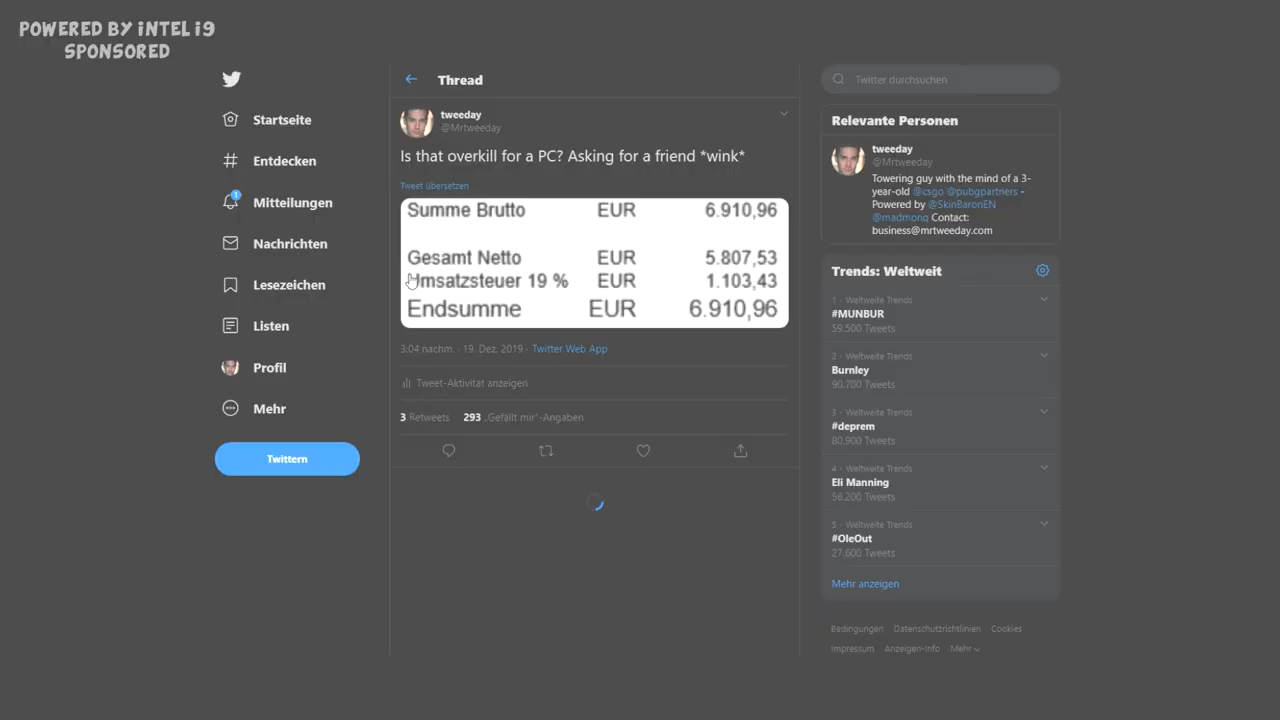 POWERED BY INTEL i9
SPONSORED
Startseite
Entdecken
1
Mitteilungen
Nachrichten
Lesezeichen
Listen
Profil
Mehr
Twittern
Thread
tweeday
@Mrtweeday
Is that overkill for a PC? Asking for a friend *wink*
Tweet übersetzen
Summe Brutto EUR 6.910,96
Gesamt Netto EUR 5.807,53
Umsatzsteuer 19 % EUR 1.103,43
Endsumme EUR 6.910,96
3:04 nachm. · 19. Dez. 2019 · Twitter Web App
Tweet-Aktivität anzeigen
3 Retweets 293 „Gefällt mir“-Angaben
Twitter durchsuchen
Relevante Personen
tweeday
@Mrtweeday
Towering guy with the mind of a 3-
year-old @csgo @pubgpartners -
Powered by @SkinBaronEN
@madmonq Contact:
business@mrtweeday.com
Trends: Weltweit
1 · Weltweite Trends
#MUNBUR
59.500 Tweets
2 · Weltweite Trends
Burnley
90.700 Tweets
3 · Weltweite Trends
#deprem
80.900 Tweets
4 · Weltweite Trends
Eli Manning
56.200 Tweets
5 · Weltweite Trends
#OleOut
27.600 Tweets
Mehr anzeigen
Bedingungen Datenschutzrichtlinien Cookies
Impressum Anzeigen-Info Mehr